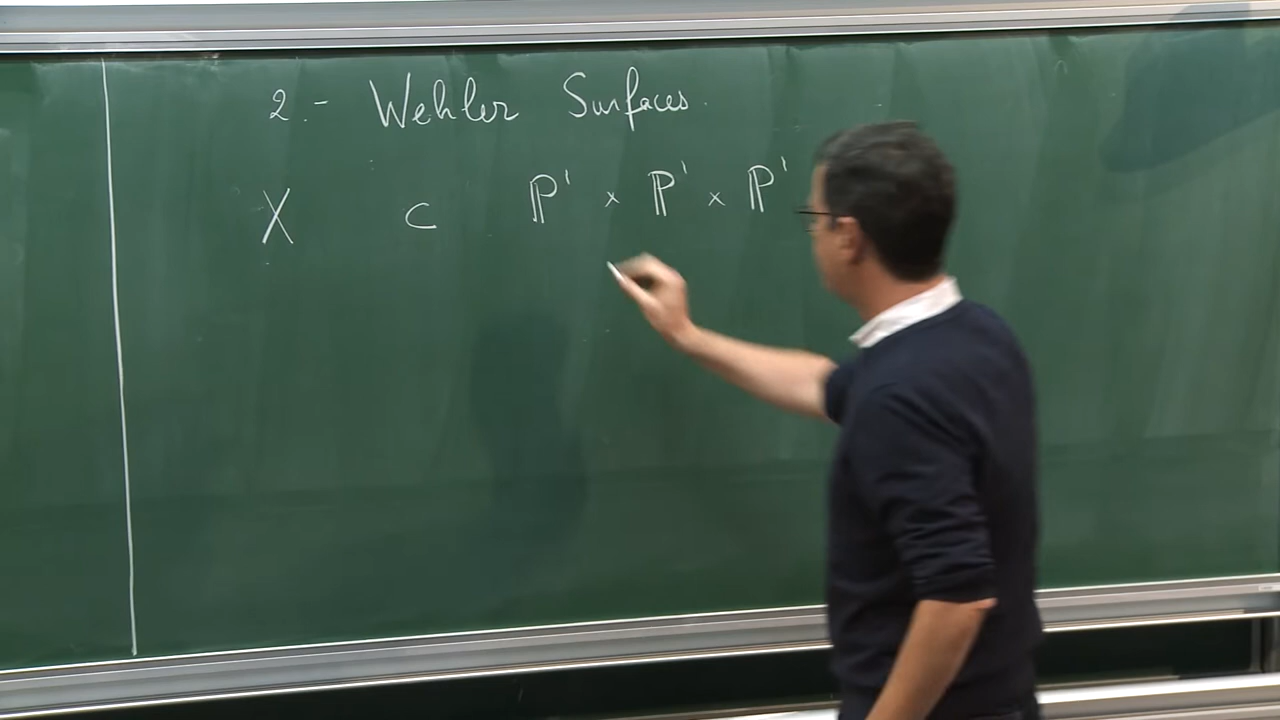 2.- Wehler Surfaces.
X ⊂ ℙ¹ × ℙ¹ × ℙ¹